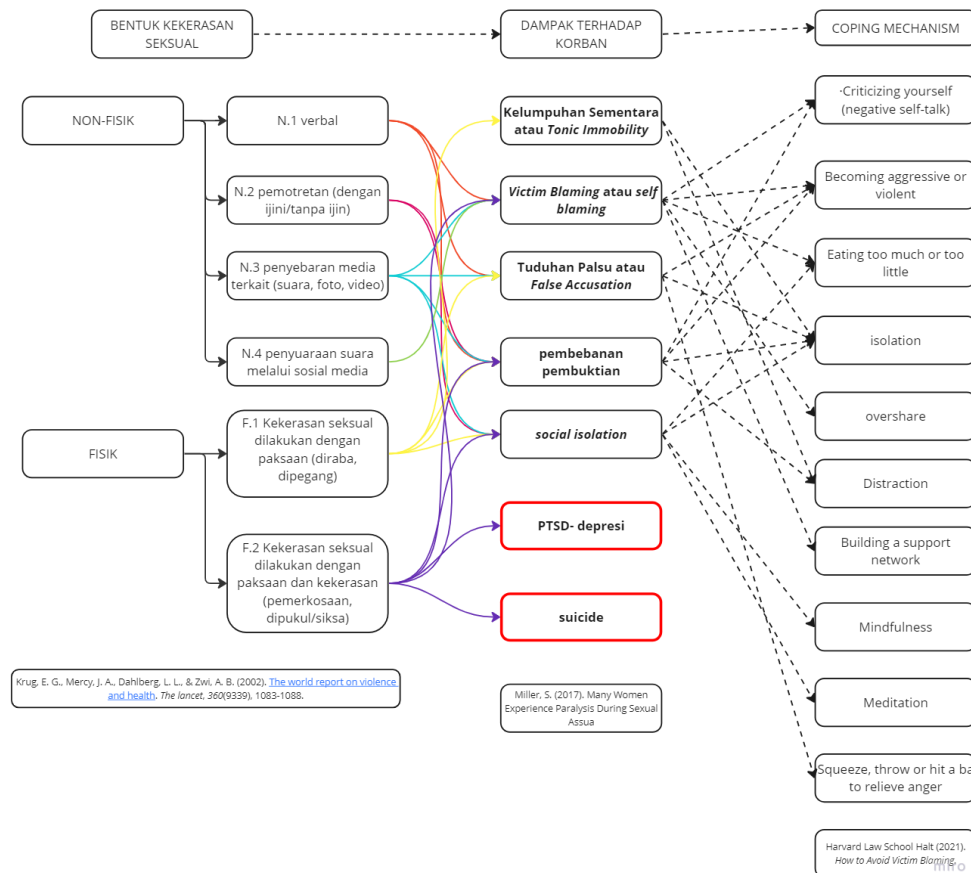 BENTUK KEKERASAN
SEKSUAL
DAMPAK TERHADAP
KORBAN
COPING MECHANISM
NON-FISIK
N.1 verbal
N.2 pemotretan (dengan
ijini/tanpa ijin)
N.3 penyebaran media
terkait (suara, foto, video)
N.4 penyuaraan suara
melalui sosial media
FISIK
F.1 Kekerasan seksual
dilakukan dengan
paksaan (diraba,
dipegang)
F.2 Kekerasan seksual
dilakukan dengan
paksaan dan kekerasan
(pemerkosaan,
dipukul/siksa)
Krug, E. G., Mercy, J. A., Dahlberg, L. L., & Zwi, A. B. (2002). The world report on violence
and health. The lancet, 360(9339), 1083-1088.
Kelumpuhan Sementara
atau Tonic Immobility
Victim Blaming atau self
blaming
Tuduhan Palsu atau
False Accusation
pembebanan
pembuktian
social isolation
PTSD- depresi
suicide
Miller, S. (2017). Many Women
Experience Paralysis During Sexual
Assua
·Criticizing yourself
(negative self-talk)
Becoming aggressive or
violent
Eating too much or too
little
isolation
overshare
Distraction
Building a support
network
Mindfulness
Meditation
Squeeze, throw or hit a ba
to relieve anger
Harvard Law School Halt (2021).
How to Avoid Victim Blaming.
miro